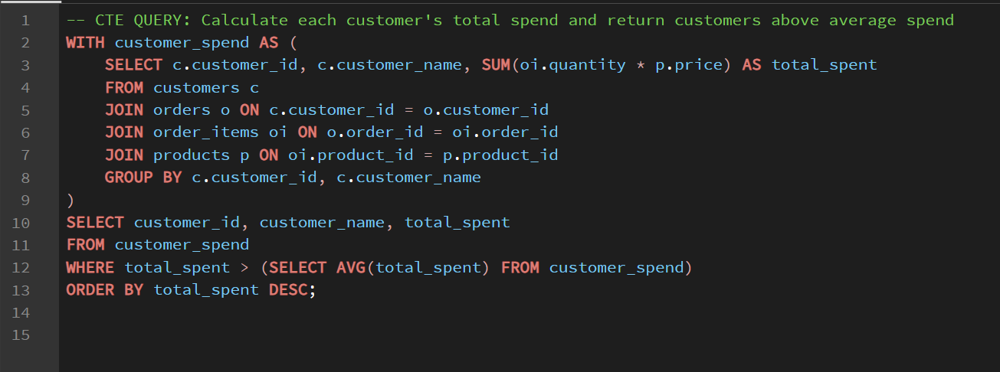 1 -- CTE QUERY: Calculate each customer's total spend and return customers above average spend
2 WITH customer_spend AS (
3     SELECT c.customer_id, c.customer_name, SUM(oi.quantity * p.price) AS total_spent
4     FROM customers c
5     JOIN orders o ON c.customer_id = o.customer_id
6     JOIN order_items oi ON o.order_id = oi.order_id
7     JOIN products p ON oi.product_id = p.product_id
8     GROUP BY c.customer_id, c.customer_name
9 )
10 SELECT customer_id, customer_name, total_spent
11 FROM customer_spend
12 WHERE total_spent > (SELECT AVG(total_spent) FROM customer_spend)
13 ORDER BY total_spent DESC;
14
15